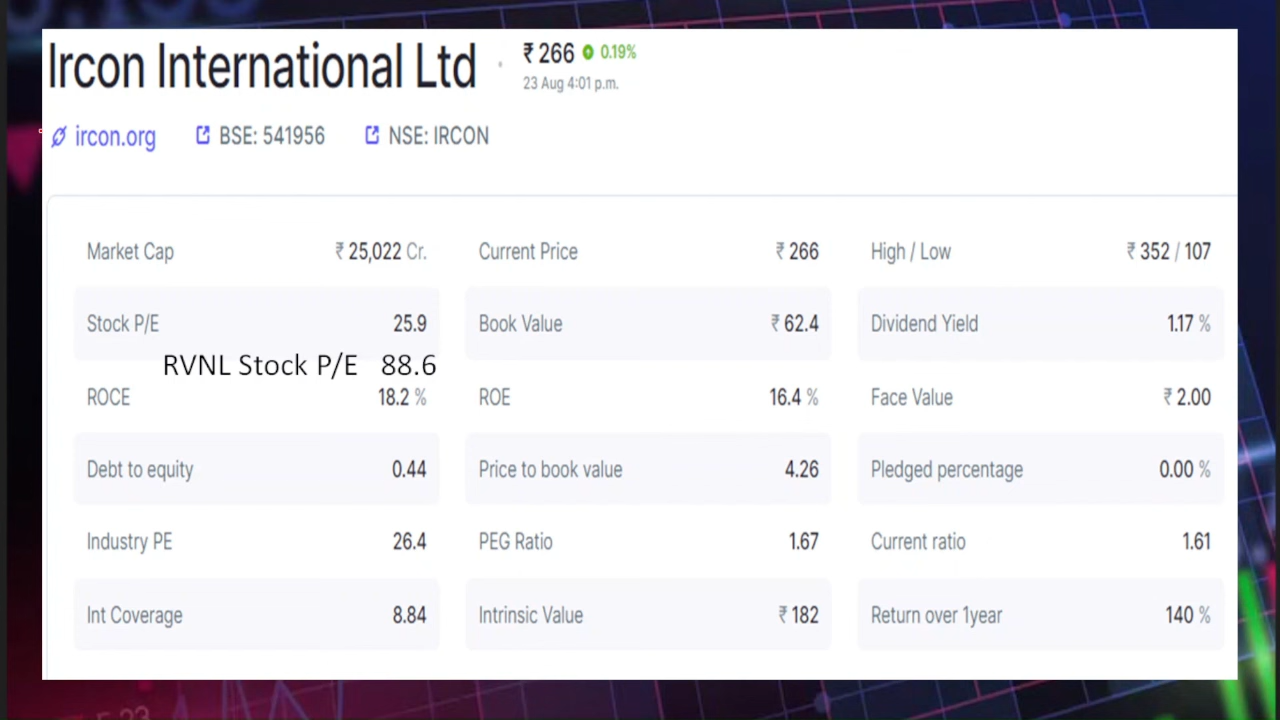 Ircon International Ltd ₹ 266 0.19%
23 Aug 4:01 p.m.
ircon.org BSE: 541956 NSE: IRCON
Market Cap ₹ 25,022 Cr. Current Price ₹ 266 High / Low ₹ 352 / 107
Stock P/E 25.9 Book Value ₹ 62.4 Dividend Yield 1.17 %
RVNL Stock P/E 88.6
ROCE 18.2 % ROE 16.4 % Face Value ₹ 2.00
Debt to equity 0.44 Price to book value 4.26 Pledged percentage 0.00 %
Industry PE 26.4 PEG Ratio 1.67 Current ratio 1.61
Int Coverage 8.84 Intrinsic Value ₹ 182 Return over 1year 140 %